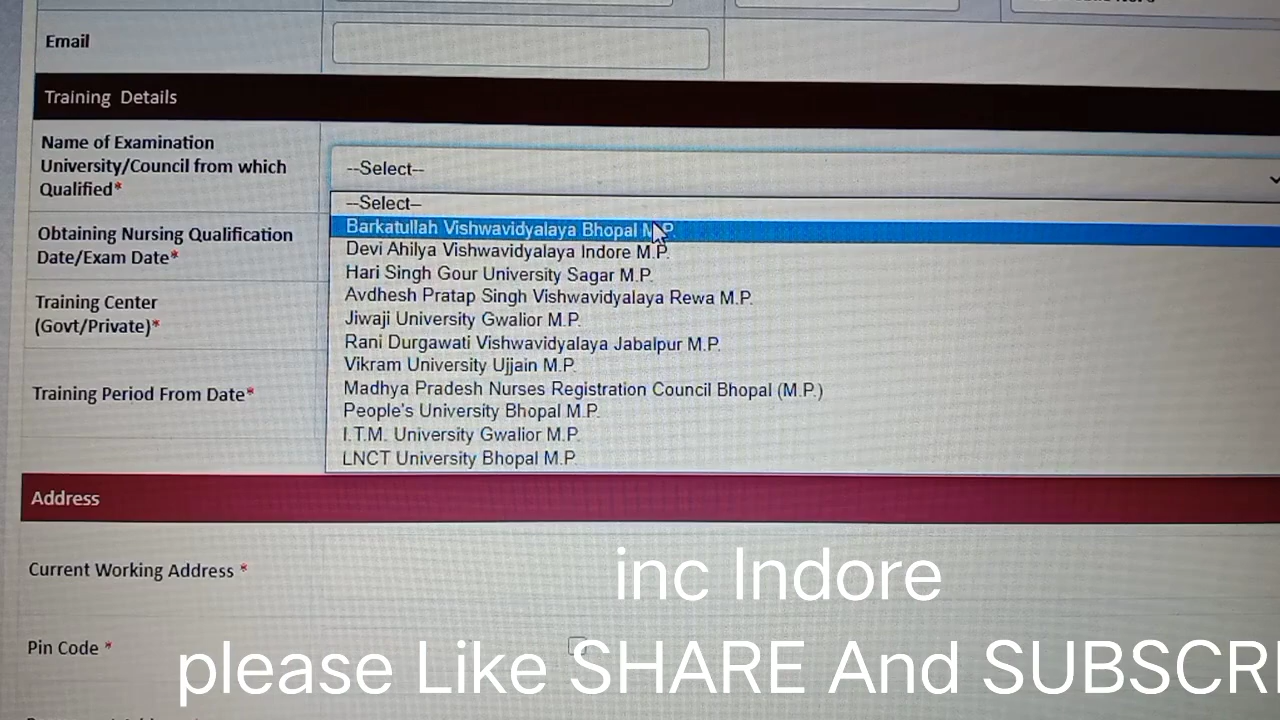 Email
Training Details
Name of Examination
University/Council from which
Qualified*
--Select--
--Select--
Barkatullah Vishwavidyalaya Bhopal M.P.
Devi Ahilya Vishwavidyalaya Indore M.P.
Hari Singh Gour University Sagar M.P.
Avdhesh Pratap Singh Vishwavidyalaya Rewa M.P.
Jiwaji University Gwalior M.P.
Rani Durgawati Vishwavidyalaya Jabalpur M.P.
Vikram University Ujjain M.P.
Madhya Pradesh Nurses Registration Council Bhopal (M.P.)
People's University Bhopal M.P.
I.T.M. University Gwalior M.P.
LNCT University Bhopal M.P.
Obtaining Nursing Qualification
Date/Exam Date*
Training Center
(Govt/Private)*
Training Period From Date*
Address
Current Working Address *
inc Indore
Pin Code *
please Like SHARE And SUBSCRI